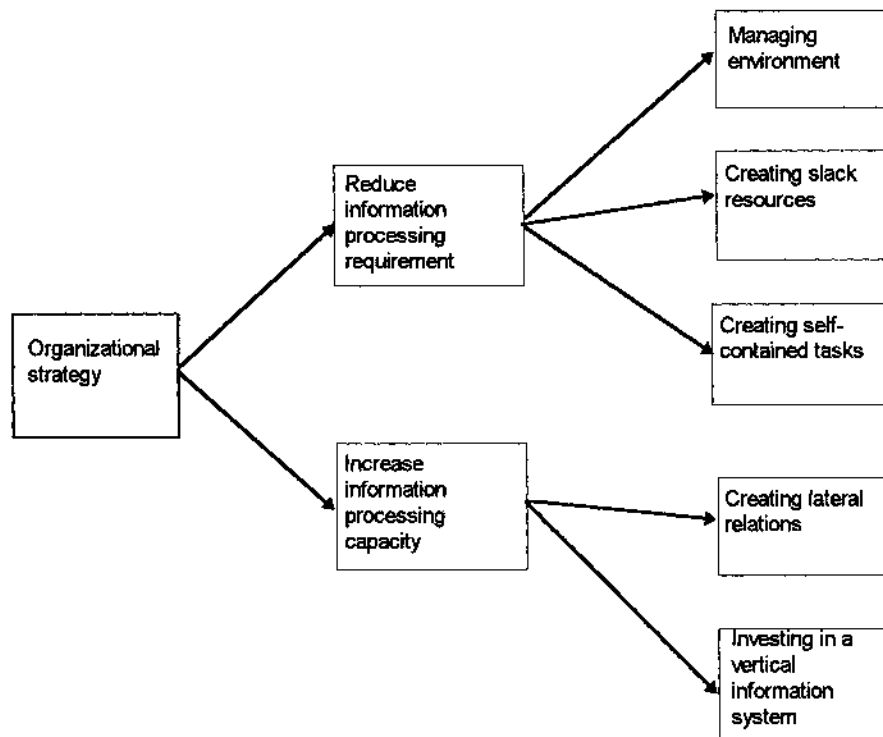 Managing
environment
Creating slack
resources
Reduce
information
processing
requirement
Creating self-
contained tasks
Organizational
strategy
Increase
information
processing
capacity
Creating lateral
relations
Investing in a
vertical
information
system